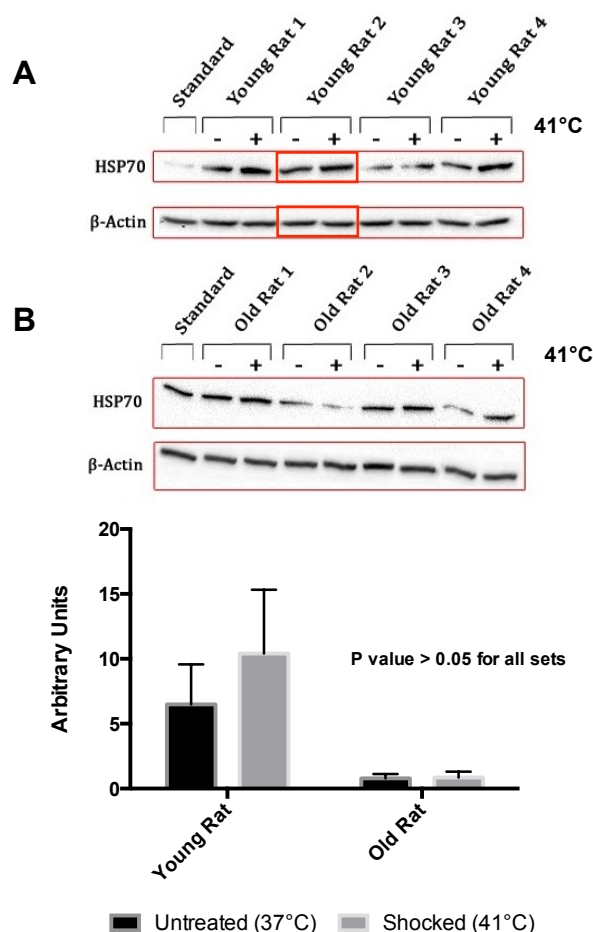 A
Standard
Young Rat 1
Young Rat 2
Young Rat 3
Young Rat 4
- + - + - + - +
41°C
HSP70
β-Actin
B
Standard
Old Rat 1
Old Rat 2
Old Rat 3
Old Rat 4
- + - + - + - +
41°C
HSP70
β-Actin
20
15
10
5
0
Arbitrary Units
P value > 0.05 for all sets
Young Rat
Old Rat
Untreated (37°C)
Shocked (41°C)